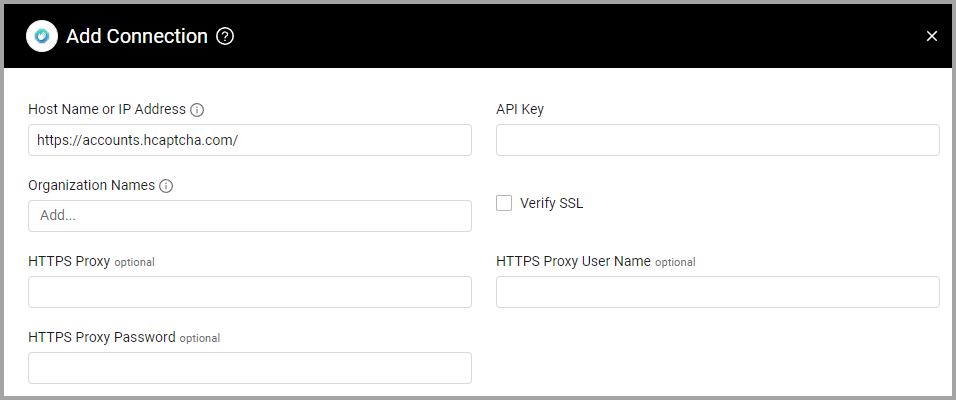 Add Connection ?
Host Name or IP Address
https://accounts.hcaptcha.com/
API Key
Organization Names
Add...
Verify SSL
HTTPS Proxy optional
HTTPS Proxy User Name optional
HTTPS Proxy Password optional